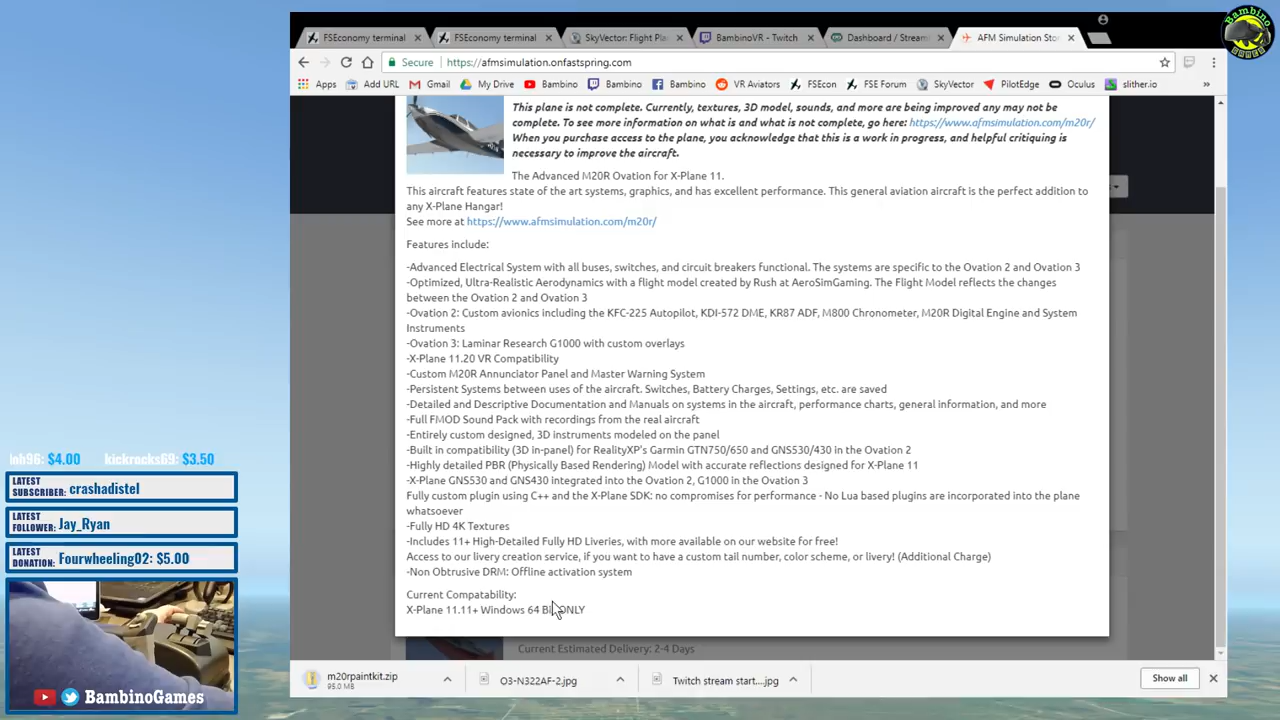 Bambino
GAMES
FSEconomy terminal
FSEconomy terminal
SkyVector: Flight Pla
BambinoVR - Twitch
Dashboard / Stream
AFM Simulation Sto
Secure
https://afmsimulation.onfastspring.com
Apps
Add URL
Gmail
My Drive
Bambino
Bambino
Bambino
VR Aviators
FSEcon
FSE Forum
SkyVector
PilotEdge
Oculus
slither.io
»
This plane is not complete. Currently, textures, 3D model, sounds, and more are being improved any may not be
complete. To see more information on what is and what is not complete, go here: https://www.afmsimulation.com/m20r/
When you purchase access to the plane, you acknowledge that this is a work in progress, and helpful critiquing is
necessary to improve the aircraft.
The Advanced M20R Ovation for X-Plane 11.
This aircraft features state of the art systems, graphics, and has excellent performance. This general aviation aircraft is the perfect addition to
any X-Plane Hangar!
See more at https://www.afmsimulation.com/m20r/
Features include:
-Advanced Electrical System with all buses, switches, and circuit breakers functional. The systems are specific to the Ovation 2 and Ovation 3
-Optimized, Ultra-Realistic Aerodynamics with a flight model created by Rush at AeroSimGaming. The Flight Model reflects the changes
between the Ovation 2 and Ovation 3
-Ovation 2: Custom avionics including the KFC-225 Autopilot, KDI-572 DME, KR87 ADF, M800 Chronometer, M20R Digital Engine and System
Instruments
-Ovation 3: Laminar Research G1000 with custom overlays
-X-Plane 11.20 VR Compatibility
-Custom M20R Annunciator Panel and Master Warning System
-Persistent Systems between uses of the aircraft. Switches, Battery Charges, Settings, etc. are saved
-Detailed and Descriptive Documentation and Manuals on systems in the aircraft, performance charts, general information, and more
-Full FMOD Sound Pack with recordings from the real aircraft
-Entirely custom designed, 3D instruments modeled on the panel
-Built in compatibility (3D in-panel) for RealityXP's Garmin GTN750/650 and GNS530/430 in the Ovation 2
-Highly detailed PBR (Physically Based Rendering) Model with accurate reflections designed for X-Plane 11
-X-Plane GNS530 and GNS430 integrated into the Ovation 2, G1000 in the Ovation 3
Fully custom plugin using C++ and the X-Plane SDK: no compromises for performance - No Lua based plugins are incorporated into the plane
whatsoever
-Fully HD 4K Textures
-Includes 11+ High-Detailed Fully HD Liveries, with more available on our website for free!
Access to our livery creation service, if you want to have a custom tail number, color scheme, or livery! (Additional Charge)
-Non Obtrusive DRM: Offline activation system
Current Compatability:
X-Plane 11.11+ Windows 64 Bit ONLY
Current Estimated Delivery: 2-4 Days
m20rpaintkit.zip
95.0 MB
O3-N322AF-2.jpg
Twitch stream start....jpg
Show all
$4.00 kickrocks69: $3.50
LATEST
SUBSCRIBER: crashadistel
LATEST
FOLLOWER: Jay_Ryan
LATEST
DONATION: Fourwheeling02: $5.00
BambinoGames